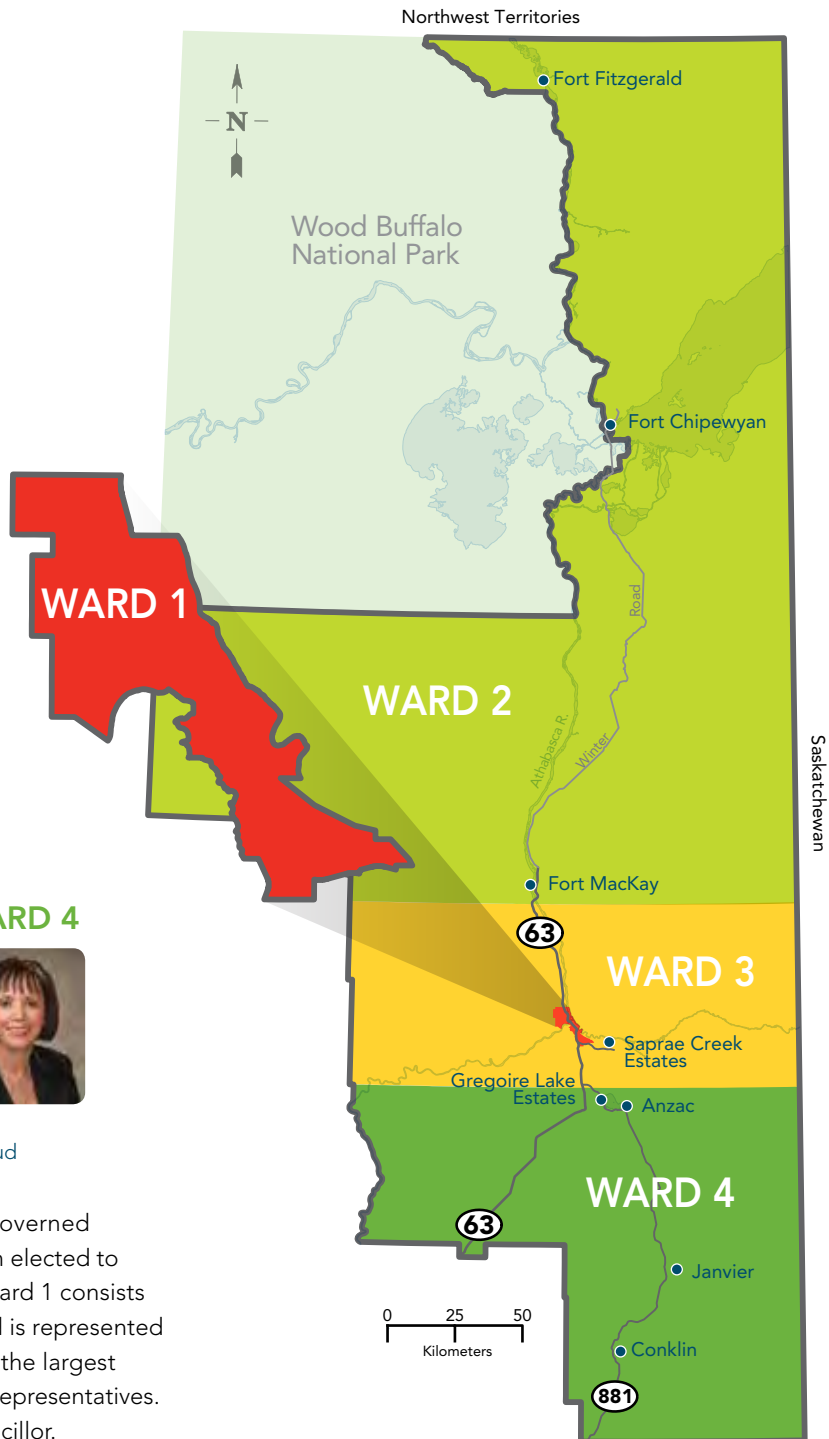 Northwest Territories
Fort Fitzgerald
N
Wood Buffalo
National Park
Fort Chipewyan
WARD 1
Road
WARD 2
Athabasca R.
Winter
Saskatchewan
Fort MacKay
ARD 4
63
WARD 3
Saprae Creek
Estates
Gregoire Lake
Estates
Anzac
ud
WARD 4
overned
63
n elected to
ard 1 consists
Janvier
d is represented
0 25 50
Kilometers
the largest
Conklin
epresentatives.
881
cillor.